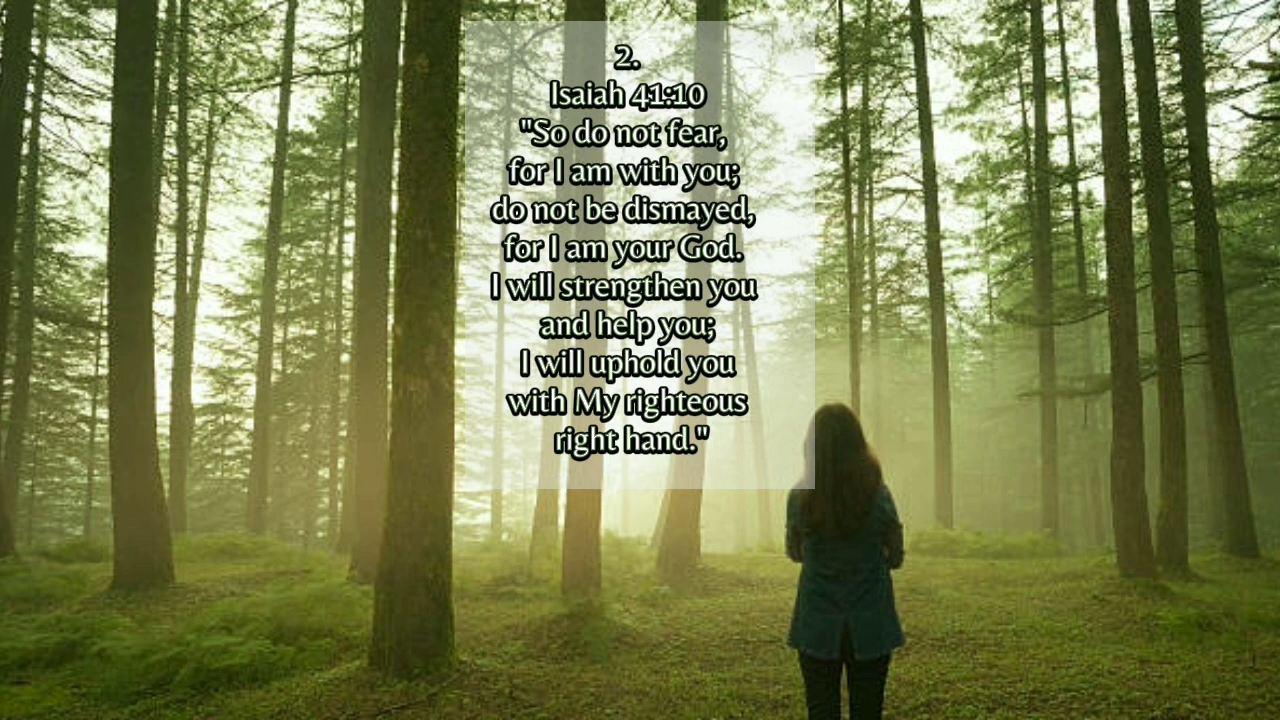 2.
Isaiah 41:10
"So do not fear,
for I am with you;
do not be dismayed,
for I am your God.
I will strengthen you
and help you;
I will uphold you
with My righteous
right hand."